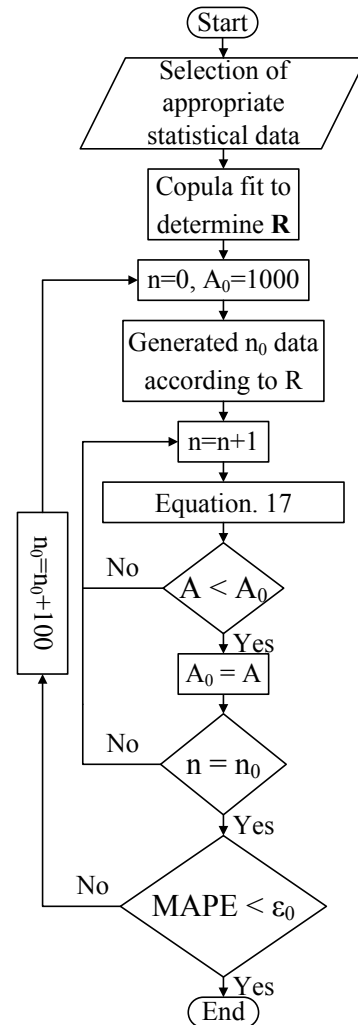 Start
Selection of
appropriate
statistical data
Copula fit to
determine R
n=0, A₀=1000
Generated n₀ data
according to R
n=n+1
Equation. 17
No
A < A₀
Yes
A₀ = A
n₀=n₀+100
No
n = n₀
Yes
No
MAPE < ε₀
Yes
End